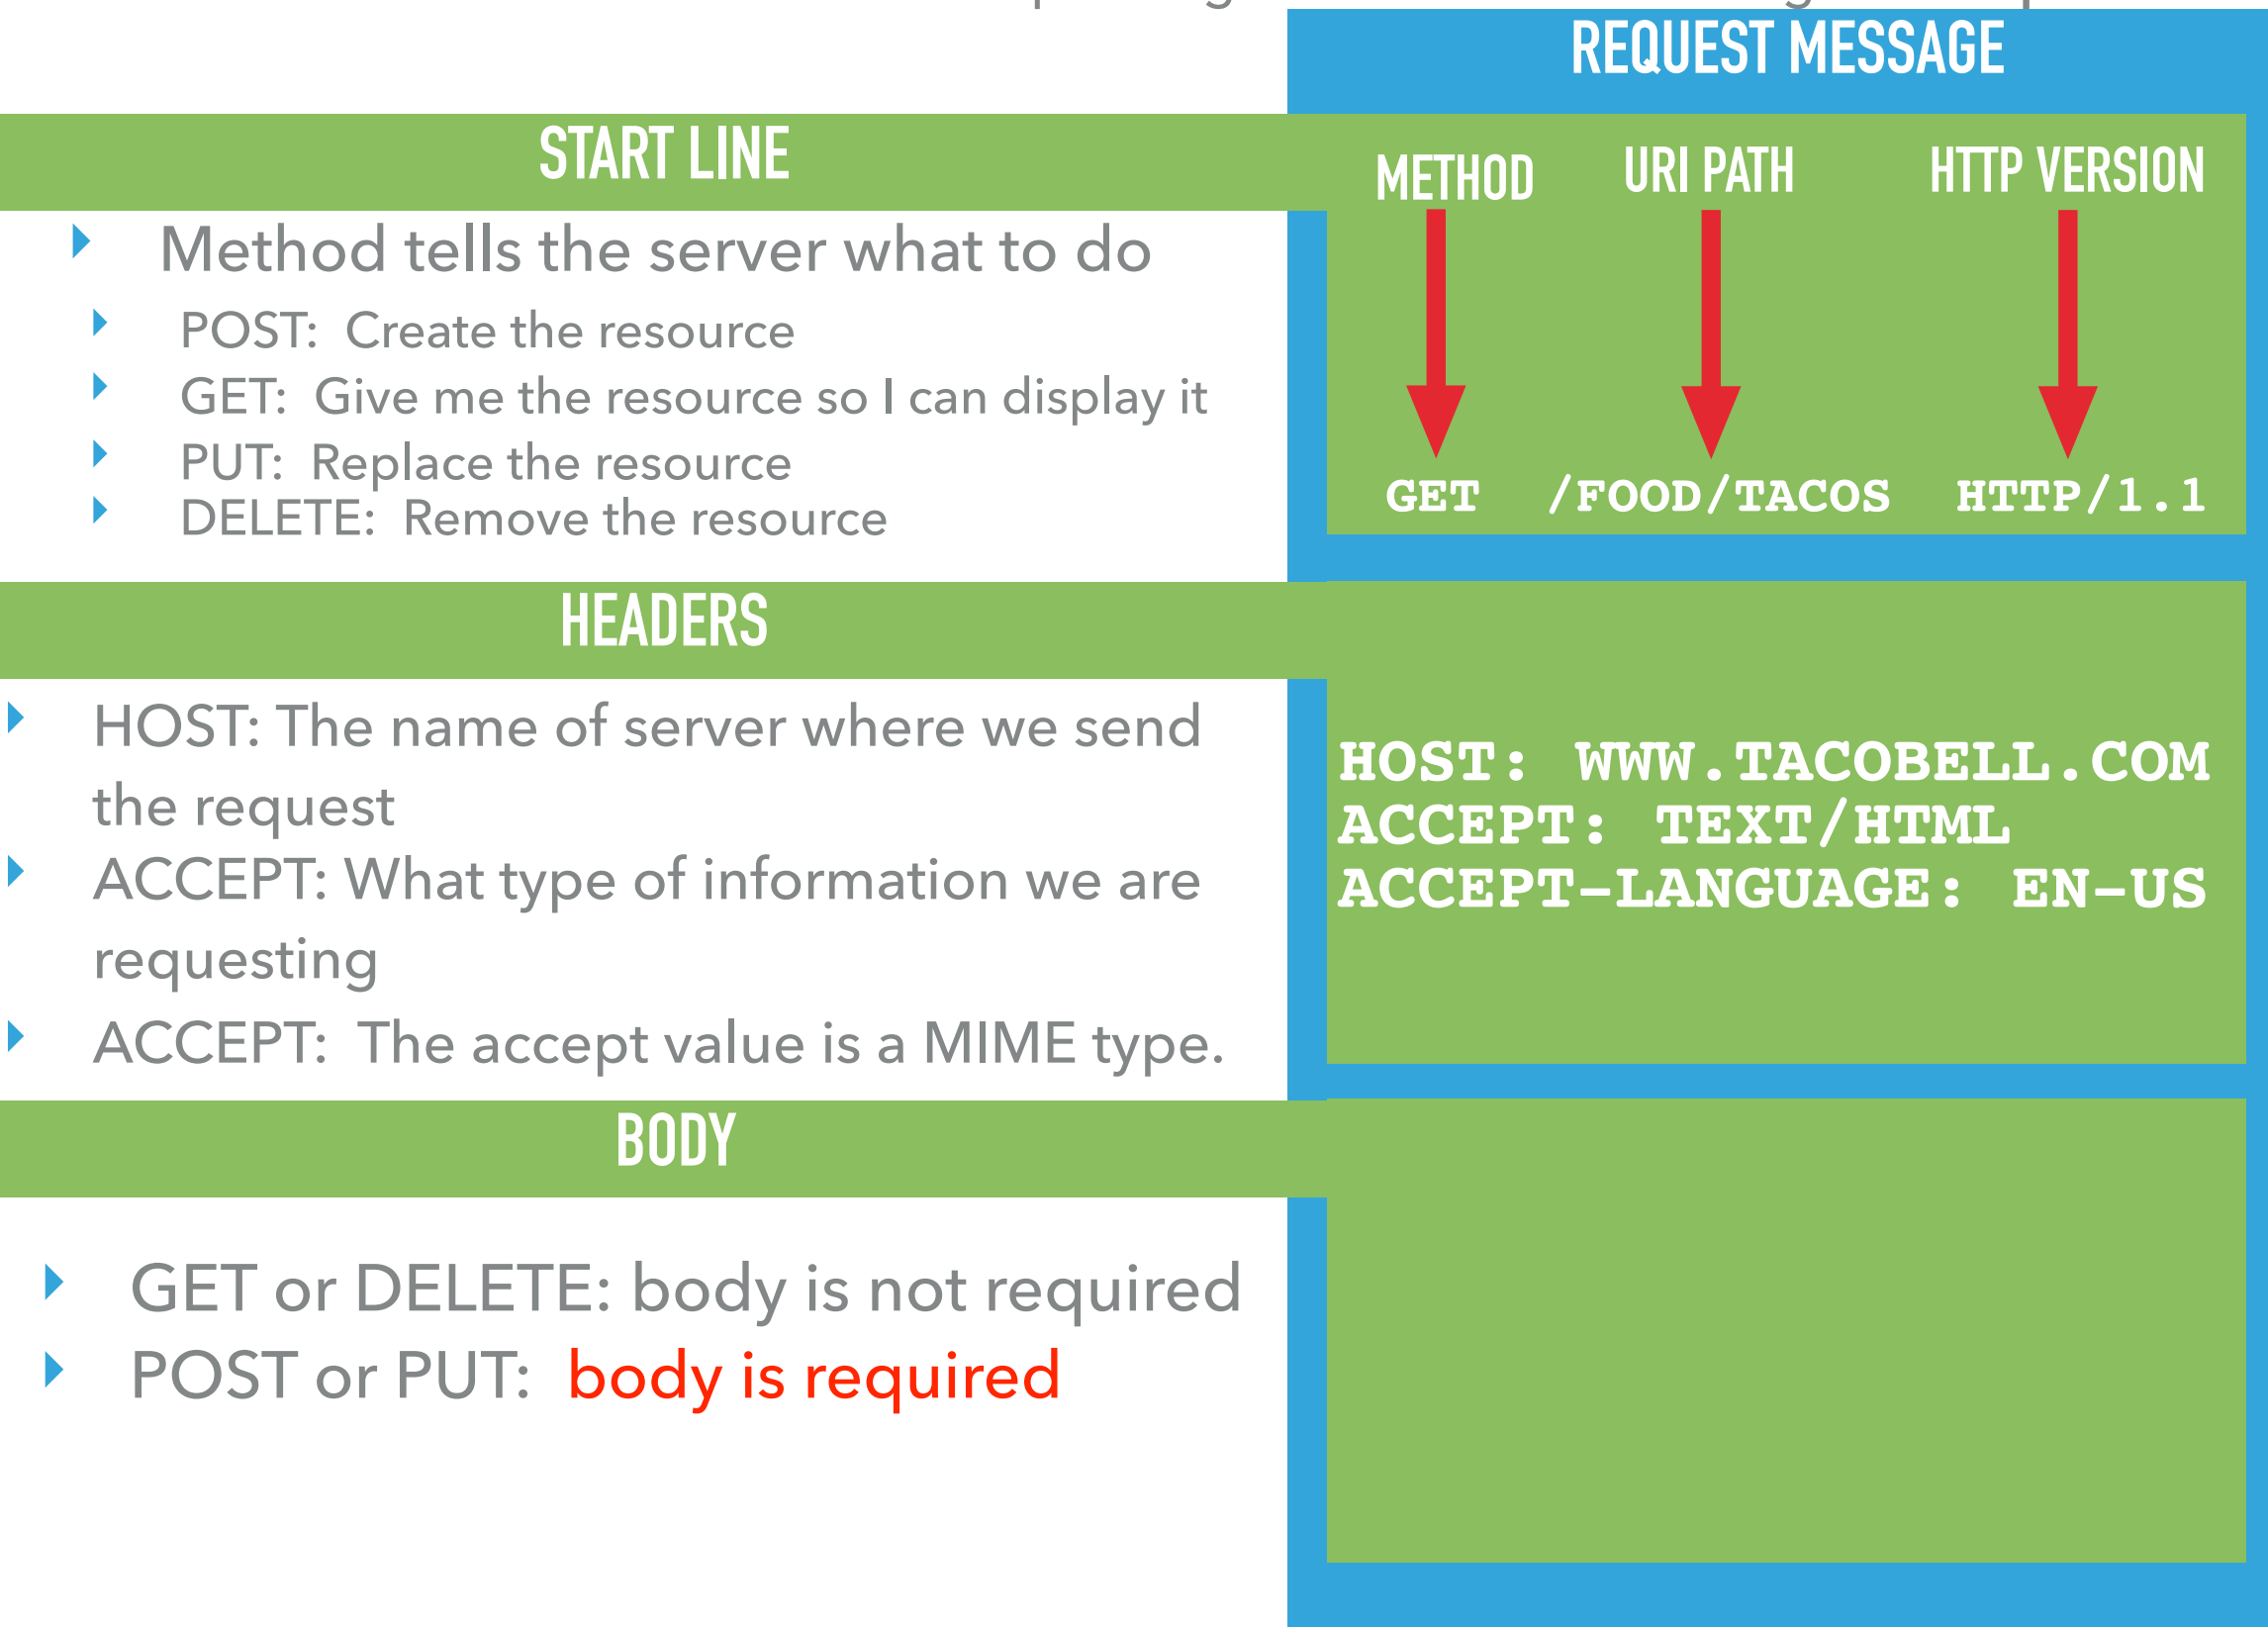 REQUEST MESSAGE
START LINE
METHOD URI PATH HTTP VERSION
Method tells the server what to do
POST: Create the resource
GET: Give me the resource so I can display it
PUT: Replace the resource
DELETE: Remove the resource
GET /FOOD/TACOS HTTP/1.1
HEADERS
HOST: The name of server where we send
the request
ACCEPT: What type of information we are
requesting
ACCEPT: The accept value is a MIME type.
HOST: WWW.TACOBELL.COM
ACCEPT: TEXT/HTML
ACCEPT-LANGUAGE: EN-US
BODY
GET or DELETE: body is not required
POST or PUT: body is required